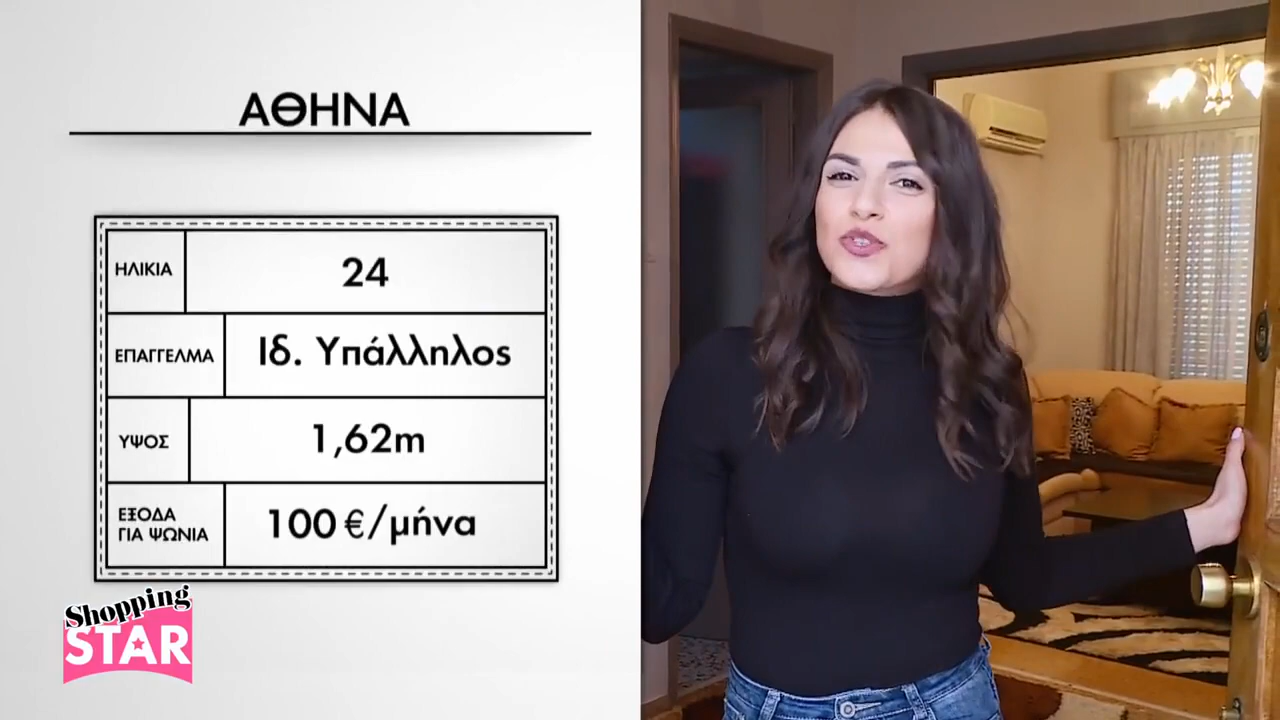 ΑΘΗΝΑ
ΗΛΙΚΙΑ
24
ΕΠΑΓΓΕΛΜΑ
Ιδ. Υπάλληλος
ΥΨΟΣ
1,62m
ΕΞΟΔΑ
ΓΙΑ ΨΩΝΙΑ
100 €/μήνα
Shopping
STAR